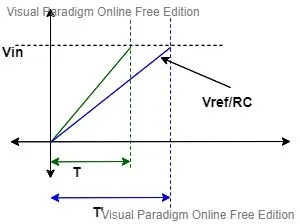 Visual Paradigm Online Free Edition
Vin
Vref/RC
T
T'
Visual Paradigm Online Free Edition